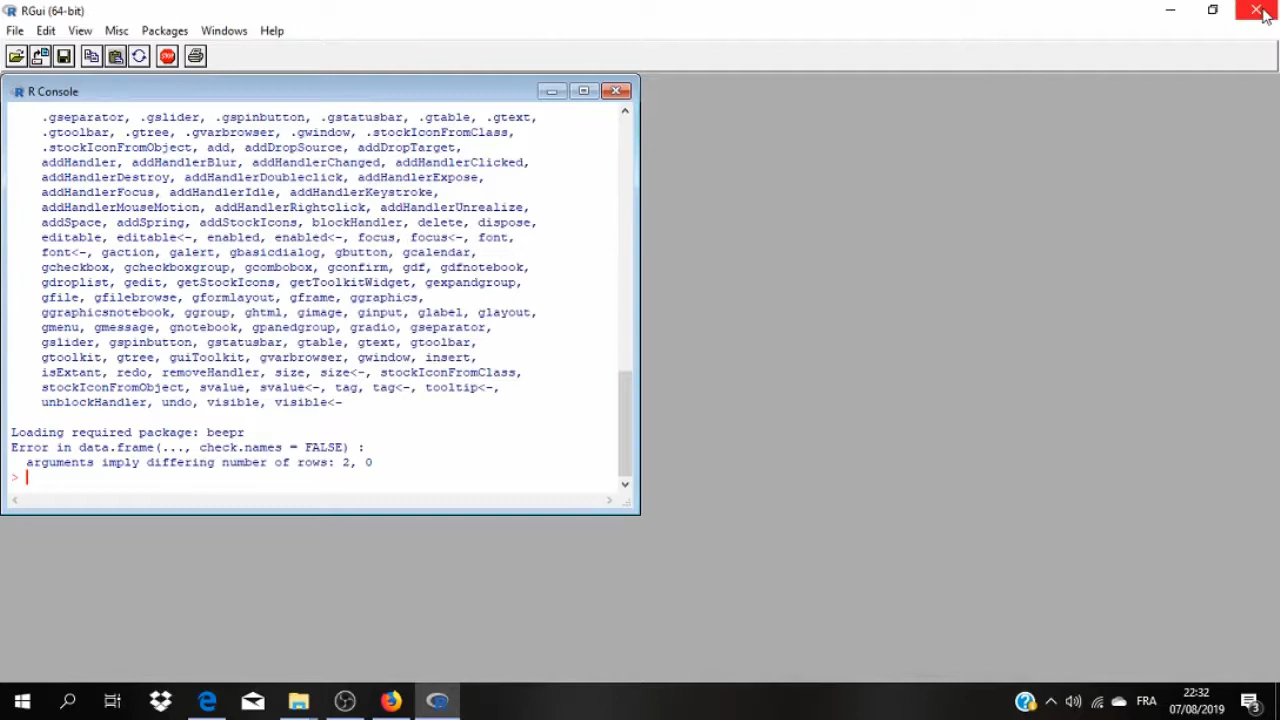 RGui (64-bit)
File Edit View Misc Packages Windows Help
STOP
R Console
.gseparator, .gslider, .gspinbutton, .gstatusbar, .gtable, .gtext,
.gtoolbar, .gtree, .gvarbrowser, .gwindow, .stockIconFromClass,
.stockIconFromObject, add, addDropSource, addDropTarget,
addHandler, addHandlerBlur, addHandlerChanged, addHandlerClicked,
addHandlerDestroy, addHandlerDoubleclick, addHandlerExpose,
addHandlerFocus, addHandlerIdle, addHandlerKeystroke,
addHandlerMouseMotion, addHandlerRightclick, addHandlerUnrealize,
addSpace, addSpring, addStockIcons, blockHandler, delete, dispose,
editable, editable<-, enabled, enabled<-, focus, focus<-, font,
font<-, gaction, galert, gbasicdialog, gbutton, gcalendar,
gcheckbox, gcheckboxgroup, gcombobox, gconfirm, gdf, gdfnotebook,
gdroplist, gedit, getStockIcons, getToolkitWidget, gexpandgroup,
gfile, gfilebrowse, gformlayout, gframe, ggraphics,
ggraphicsnotebook, ggroup, ghtml, gimage, ginput, glabel, glayout,
gmenu, gmessage, gnotebook, gpanedgroup, gradio, gseparator,
gslider, gspinbutton, gstatusbar, gtable, gtext, gtoolbar,
gtoolkit, gtree, guiToolkit, gvarbrowser, gwindow, insert,
isExtant, redo, removeHandler, size, size<-, stockIconFromClass,
stockIconFromObject, svalue, svalue<-, tag, tag<-, tooltip<-,
unblockHandler, undo, visible, visible<-
Loading required package: beepr
Error in data.frame(..., check.names = FALSE) :
arguments imply differing number of rows: 2, 0
>
FRA
22:32
07/08/2019
3